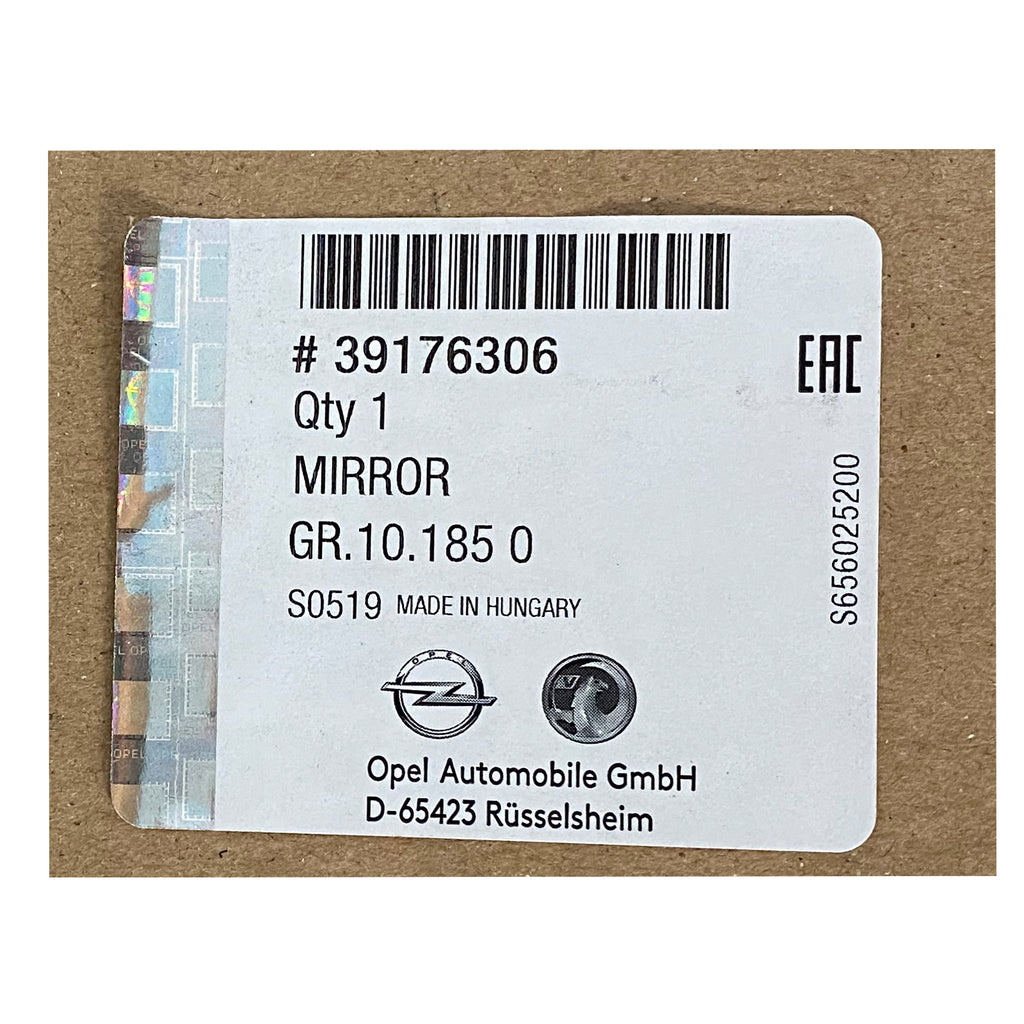 # 39176306
EAC
Qty 1
MIRROR
GR.10.185 0
S0519 MADE IN HUNGARY
S656025200
OPEL
Opel Automobile GmbH
D-65423 Rüsselsheim